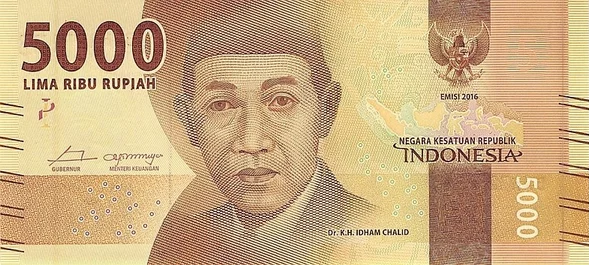 5000
LIMA RIBU RUPIAH
EMISI 2016
NEGARA KESATUAN REPUBLIK
INDONESIA
GUBERNUR
MENTERI KEUANGAN
5000
Dr. K.H. IDHAM CHALID